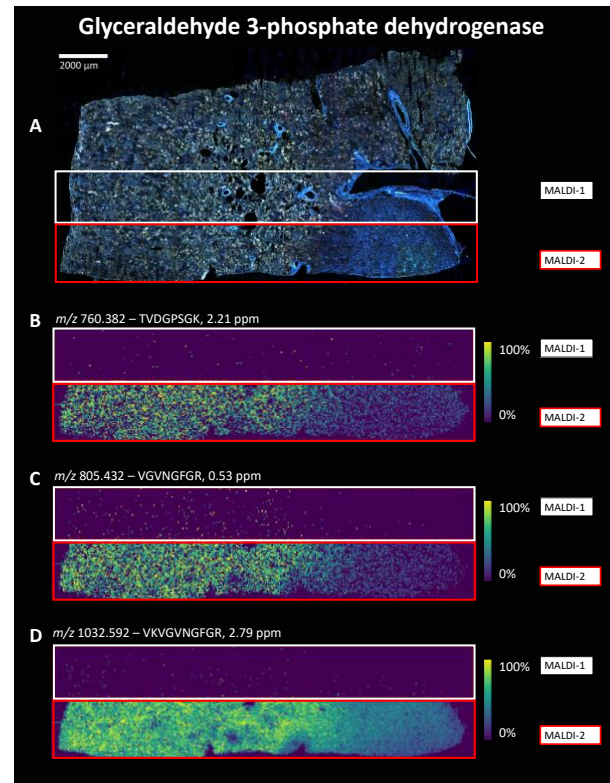 Glyceraldehyde 3-phosphate dehydrogenase
2000 µm
A
MALDI-1
MALDI-2
B m/z 760.382 – TVDGPSGK, 2.21 ppm
100% MALDI-1
0% MALDI-2
C m/z 805.432 – VGVNGFGR, 0.53 ppm
100% MALDI-1
0% MALDI-2
D m/z 1032.592 – VKVGVNGFGR, 2.79 ppm
100% MALDI-1
0% MALDI-2